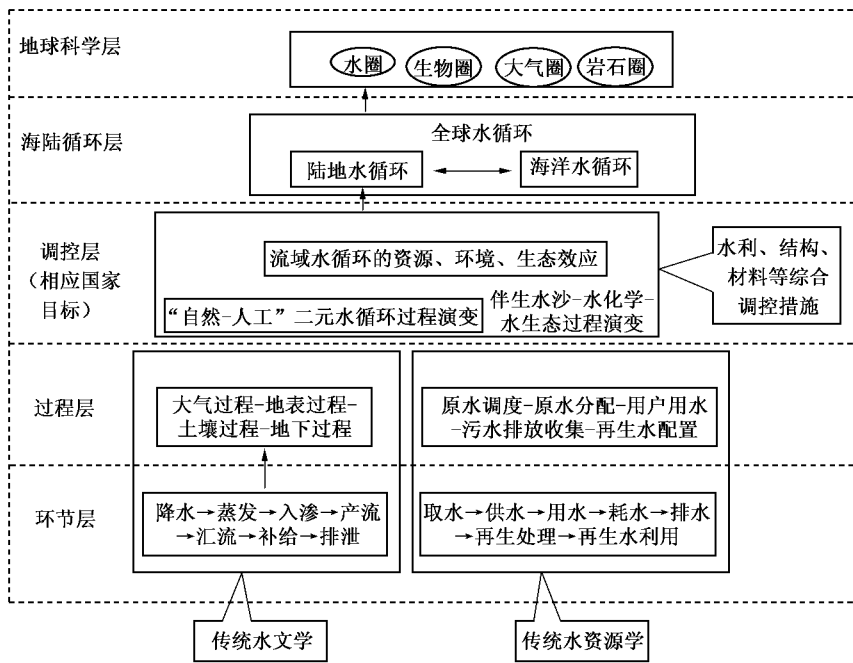 地球科学层
水圈 生物圈 大气圈 岩石圈
海陆循环层
全球水循环
陆地水循环 海洋水循环
调控层
（相应国家
目标）
流域水循环的资源、环境、生态效应
“自然-人工”二元水循环过程演变
伴生水沙-水化学-
水生态过程演变
水利、结构、
材料等综合
调控措施
过程层
大气过程-地表过程-
土壤过程-地下过程
原水调度-原水分配-用户用水
-污水排放收集-再生水配置
环节层
降水→蒸发→入渗→产流
→汇流→补给→排泄
取水→供水→用水→耗水→排水
→再生处理→再生水利用
传统水文学
传统水资源学